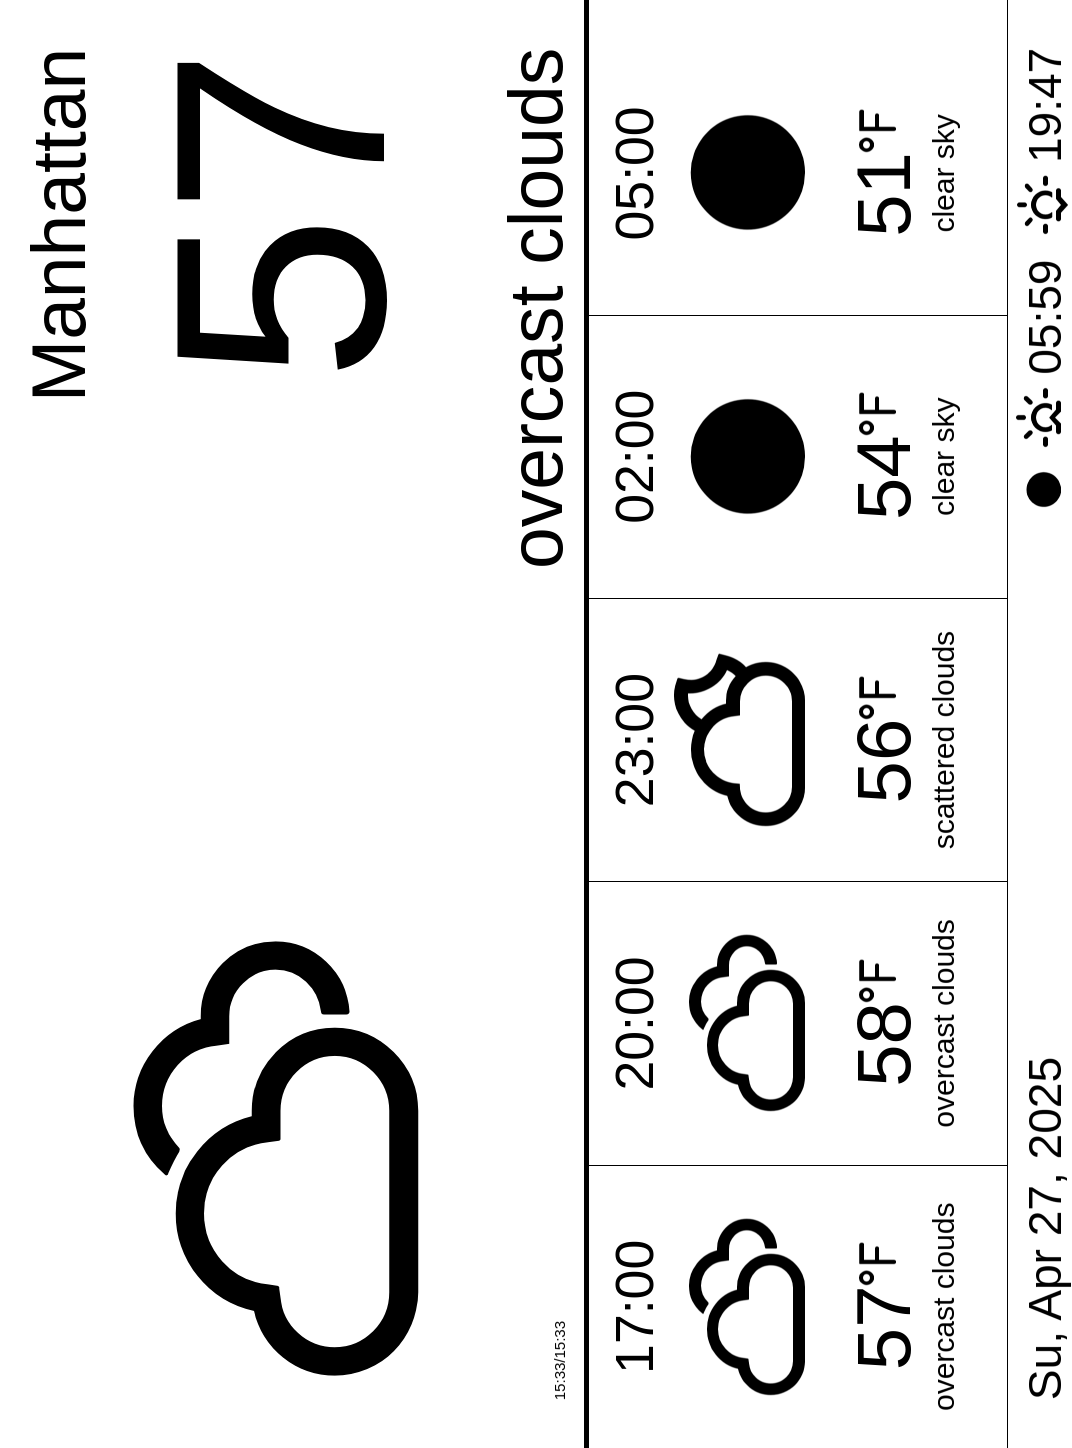 Manhattan
57
overcast clouds
15:33/15:33
17:00 20:00 23:00 02:00 05:00
57°F 58°F 56°F 54°F 51°F
overcast clouds overcast clouds scattered clouds clear sky clear sky
Su, Apr 27, 2025 05:59 19:47